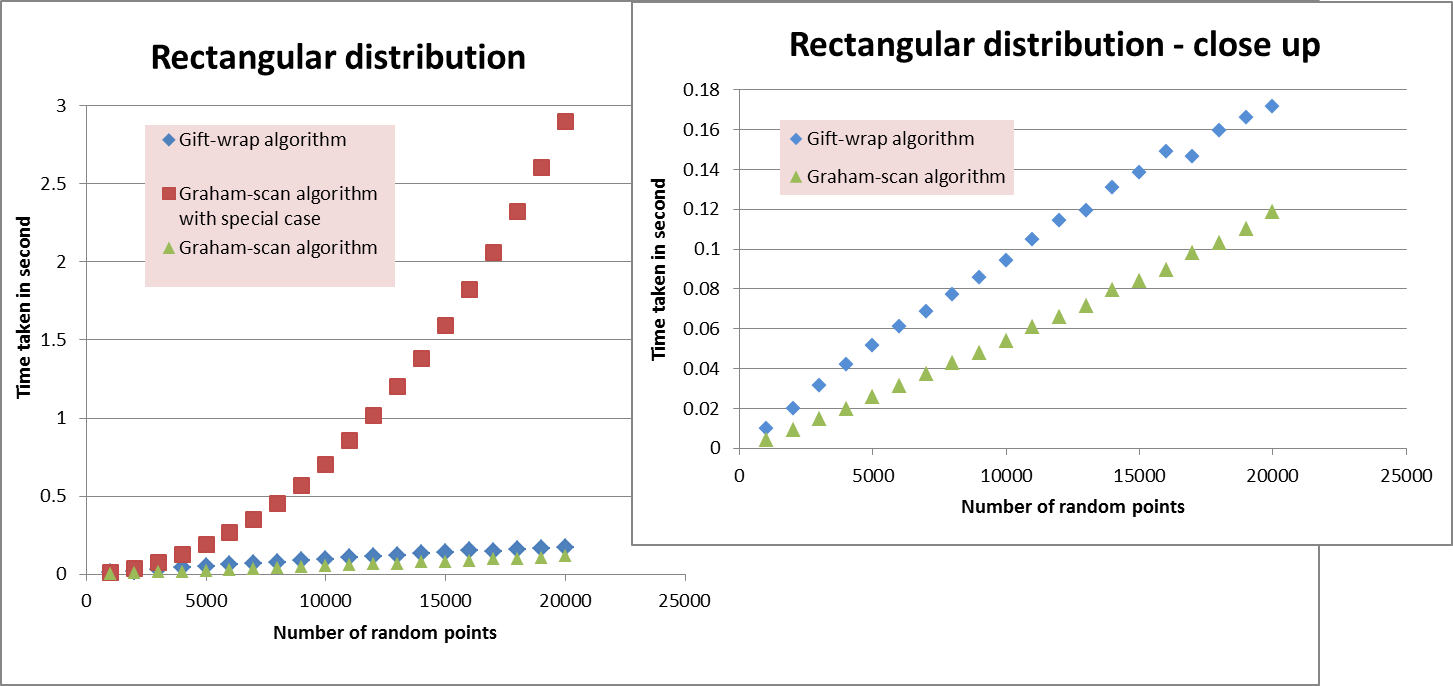 Rectangular distribution
3
2.5
2
1.5
1
0.5
0
Time taken in second
Gift-wrap algorithm
Graham-scan algorithm
with special case
Graham-scan algorithm
0 5000 10000 15000 20000 25000
Number of random points
Rectangular distribution - close up
0.18
0.16
0.14
0.12
0.1
0.08
0.06
0.04
0.02
0
Time taken in second
Gift-wrap algorithm
Graham-scan algorithm
0 5000 10000 15000 20000 25000
Number of random points